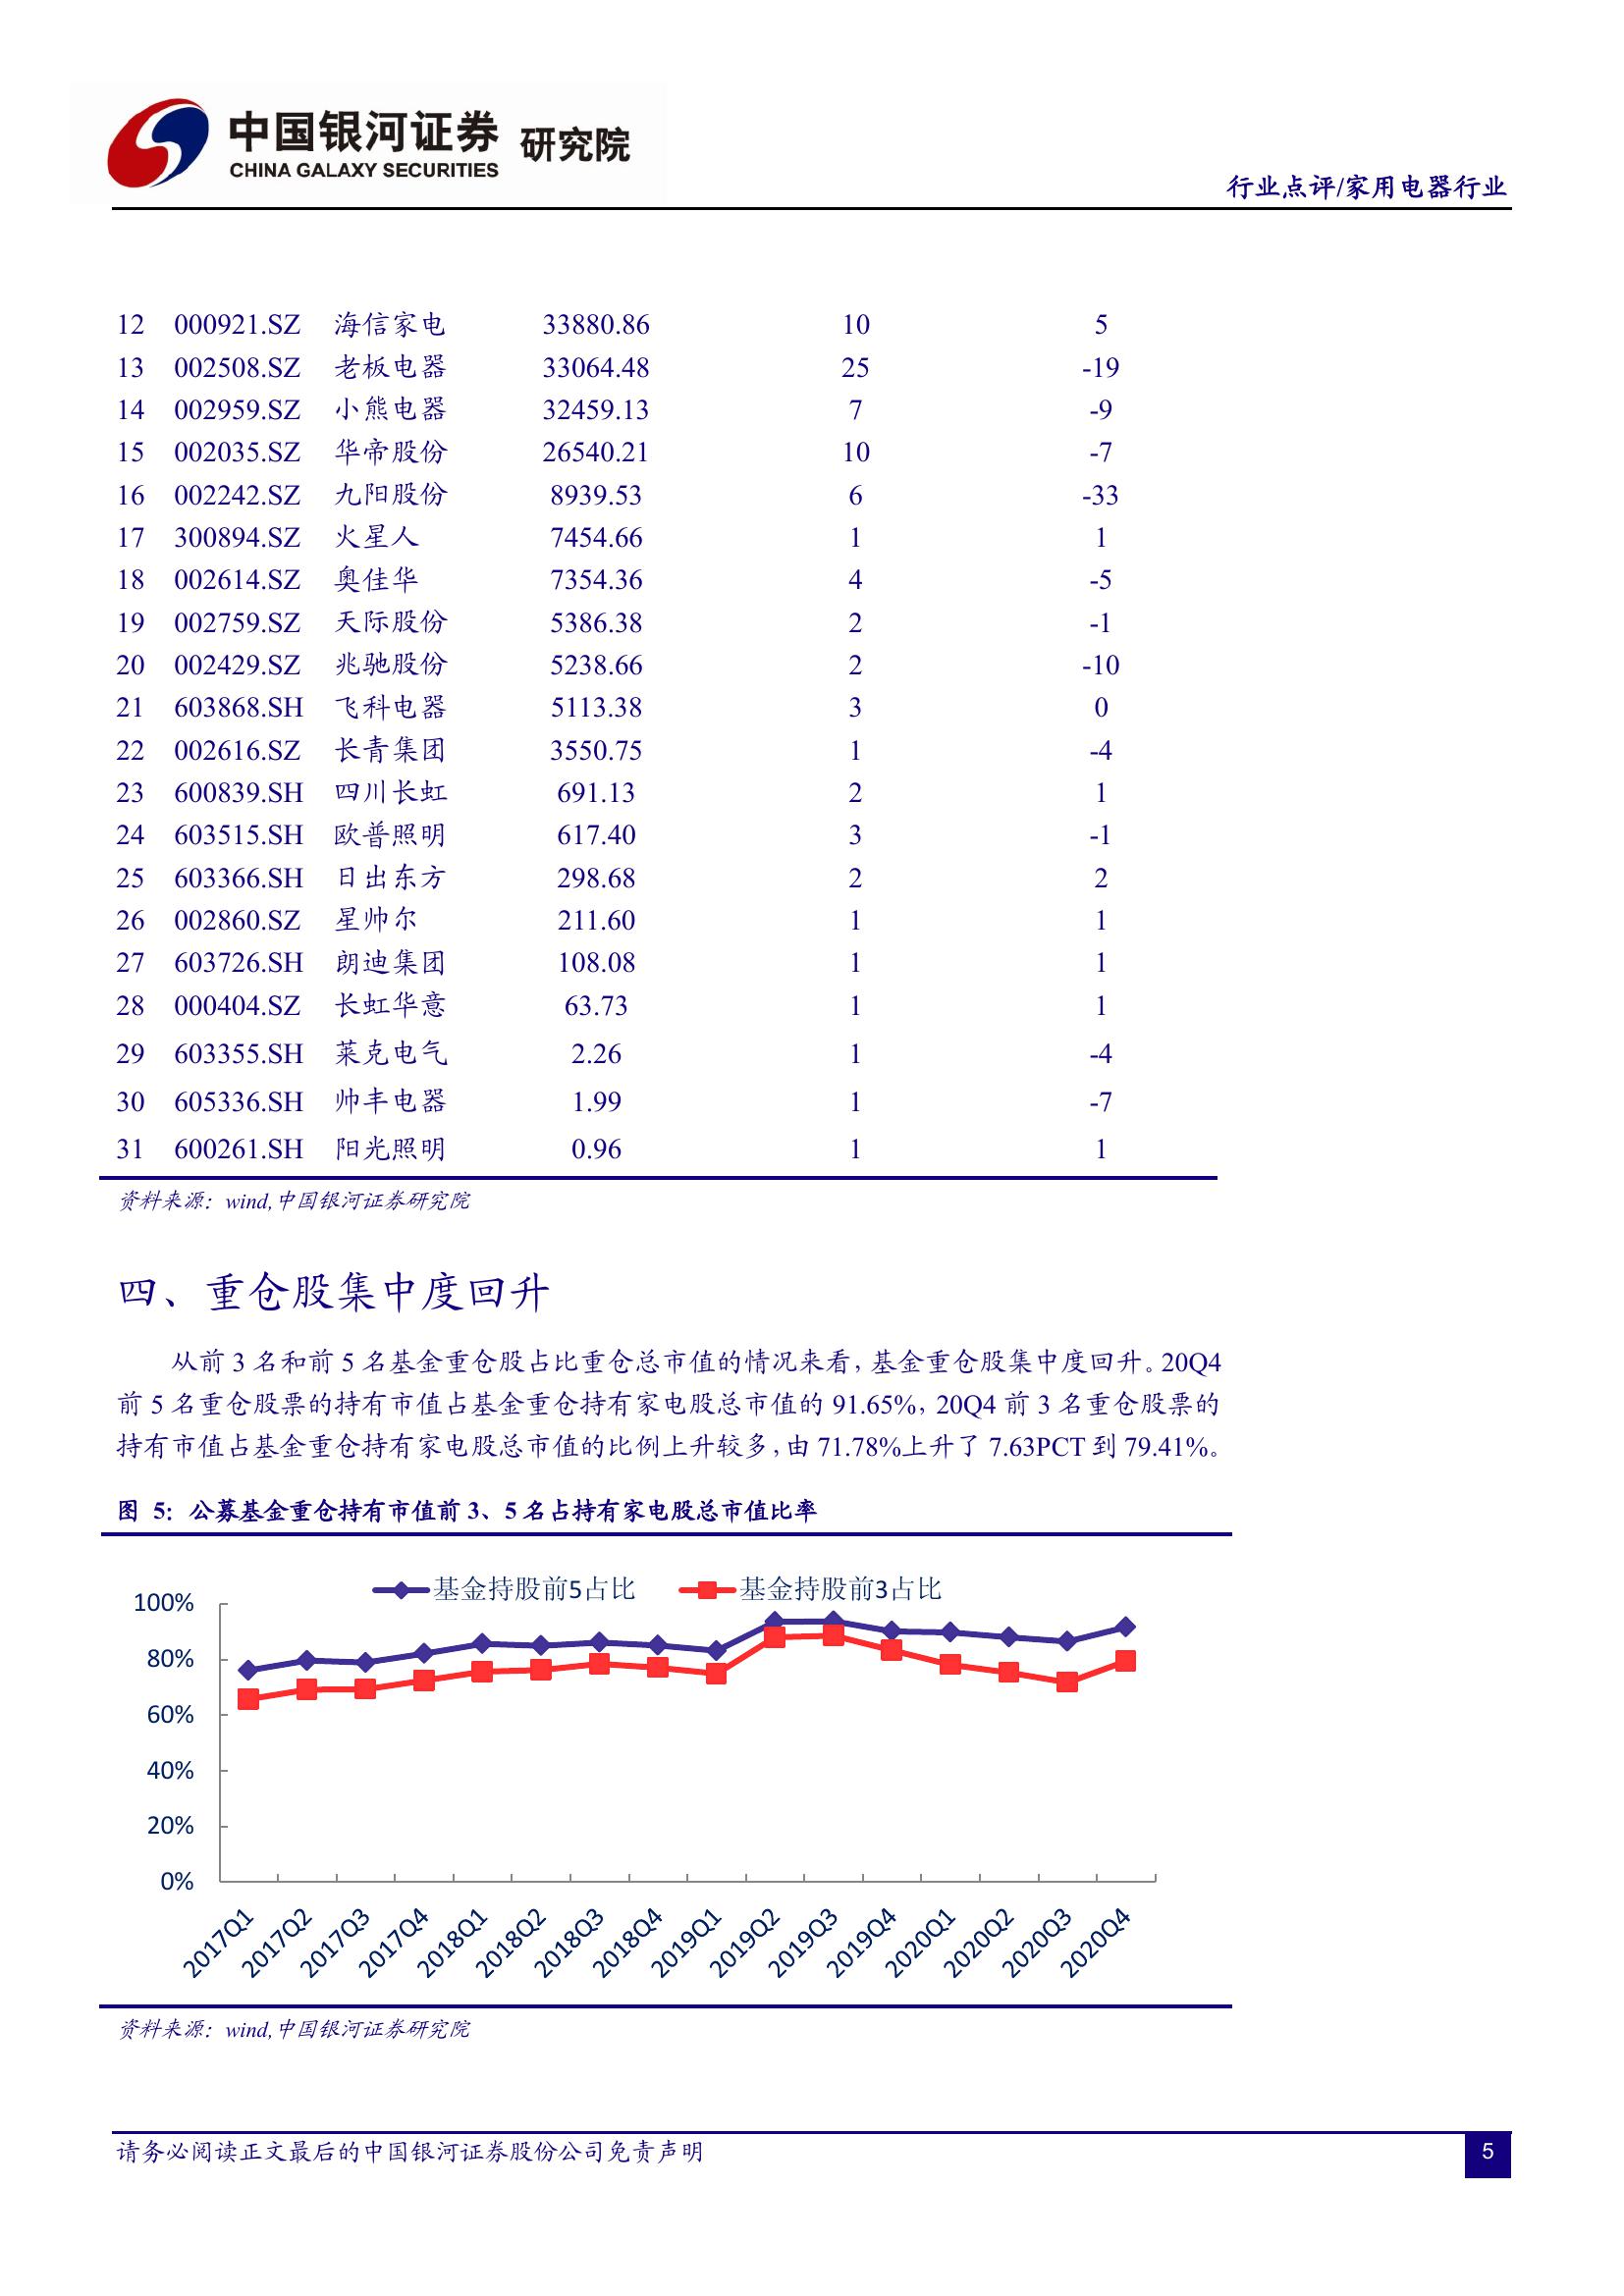 中国银河证券 研究院
CHINA GALAXY SECURITIES
行业点评/家用电器行业
12 000921.SZ 海信家电 33880.86 10 5
13 002508.SZ 老板电器 33064.48 25 -19
14 002959.SZ 小熊电器 32459.13 7 -9
15 002035.SZ 华帝股份 26540.21 10 -7
16 002242.SZ 九阳股份 8939.53 6 -33
17 300894.SZ 火星人 7454.66 1 1
18 002614.SZ 奥佳华 7354.36 4 -5
19 002759.SZ 天际股份 5386.38 2 -1
20 002429.SZ 兆驰股份 5238.66 2 -10
21 603868.SH 飞科电器 5113.38 3 0
22 002616.SZ 长青集团 3550.75 1 -4
23 600839.SH 四川长虹 691.13 2 1
24 603515.SH 欧普照明 617.40 3 -1
25 603366.SH 日出东方 298.68 2 2
26 002860.SZ 星帅尔 211.60 1 1
27 603726.SH 朗迪集团 108.08 1 1
28 000404.SZ 长虹华意 63.73 1 1
29 603355.SH 莱克电气 2.26 1 -4
30 605336.SH 帅丰电器 1.99 1 -7
31 600261.SH 阳光照明 0.96 1 1
资料来源：wind,中国银河证券研究院
四、重仓股集中度回升
从前 3 名和前 5 名基金重仓股占比重仓总市值的情况来看，基金重仓股集中度回升。20Q4
前 5 名重仓股票的持有市值占基金重仓持有家电股总市值的 91.65%，20Q4 前 3 名重仓股票的
持有市值占基金重仓持有家电股总市值的比例上升较多，由 71.78%上升了 7.63PCT 到 79.41%。
图 5：公募基金重仓持有市值前 3、5 名占持有家电股总市值比率
基金持股前5占比 基金持股前3占比
100%
80%
60%
40%
20%
0%
2017Q1 2017Q2 2017Q3 2017Q4 2018Q1 2018Q2 2018Q3 2018Q4 2019Q1 2019Q2 2019Q3 2019Q4 2020Q1 2020Q2 2020Q3 2020Q4
资料来源：wind,中国银河证券研究院
请务必阅读正文最后的中国银河证券股份公司免责声明
5